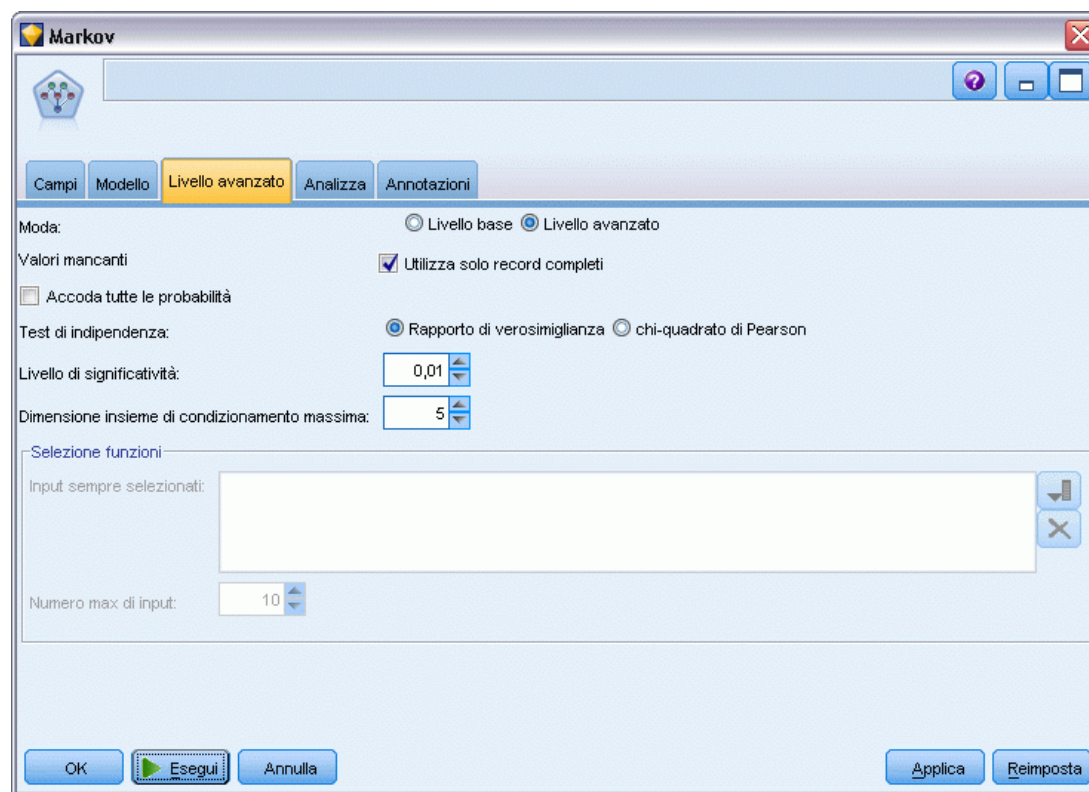 Markov
Campi Modello Livello avanzato Analizza Annotazioni
Moda: Livello base Livello avanzato
Valori mancanti Utilizza solo record completi
Accoda tutte le probabilità
Test di indipendenza: Rapporto di verosimiglianza chi-quadrato di Pearson
Livello di significatività: 0,01
Dimensione insieme di condizionamento massima: 5
Selezione funzioni
Input sempre selezionati:
Numero max di input: 10
OK Esegui Annulla Applica Reimposta